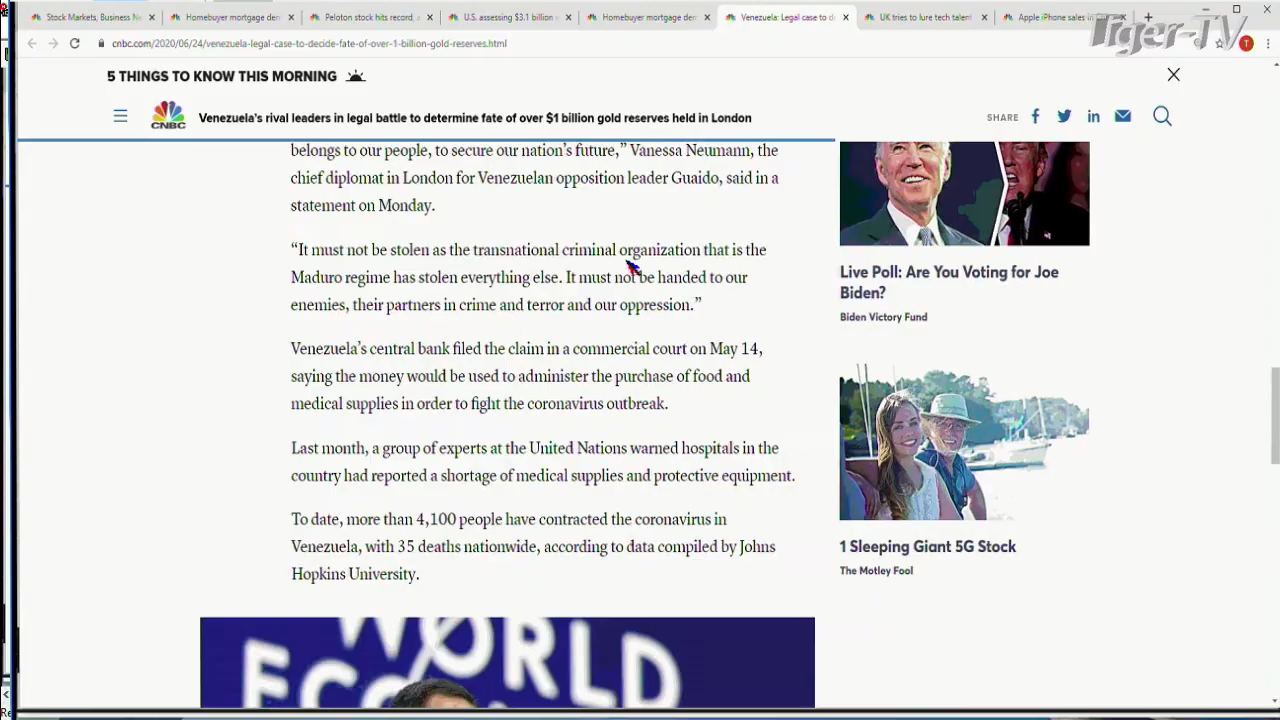 Stock Markets, Business Ne
Homebuyer mortgage den
Peloton stock hits record, a
U.S. assessing $3.1 billion
Homebuyer mortgage den
Venezuela: Legal case to de
UK tries to lure tech talent
Apple iPhone sales in
Tiger-TV
cnbc.com/2020/06/24/venezuela-legal-case-to-decide-fate-of-over-1-billion-gold-reserves.html
T
5 THINGS TO KNOW THIS MORNING
CNBC
Venezuela's rival leaders in legal battle to determine fate of over $1 billion gold reserves held in London
SHARE
belongs to our people, to secure our nation's future,” Vanessa Neumann, the
chief diplomat in London for Venezuelan opposition leader Guaido, said in a
statement on Monday.
“It must not be stolen as the transnational criminal organization that is the
Maduro regime has stolen everything else. It must not be handed to our
enemies, their partners in crime and terror and our oppression.”
Venezuela's central bank filed the claim in a commercial court on May 14,
saying the money would be used to administer the purchase of food and
medical supplies in order to fight the coronavirus outbreak.
Last month, a group of experts at the United Nations warned hospitals in the
country had reported a shortage of medical supplies and protective equipment.
To date, more than 4,100 people have contracted the coronavirus in
Venezuela, with 35 deaths nationwide, according to data compiled by Johns
Hopkins University.
Live Poll: Are You Voting for Joe
Biden?
Biden Victory Fund
1 Sleeping Giant 5G Stock
The Motley Fool
WORLD